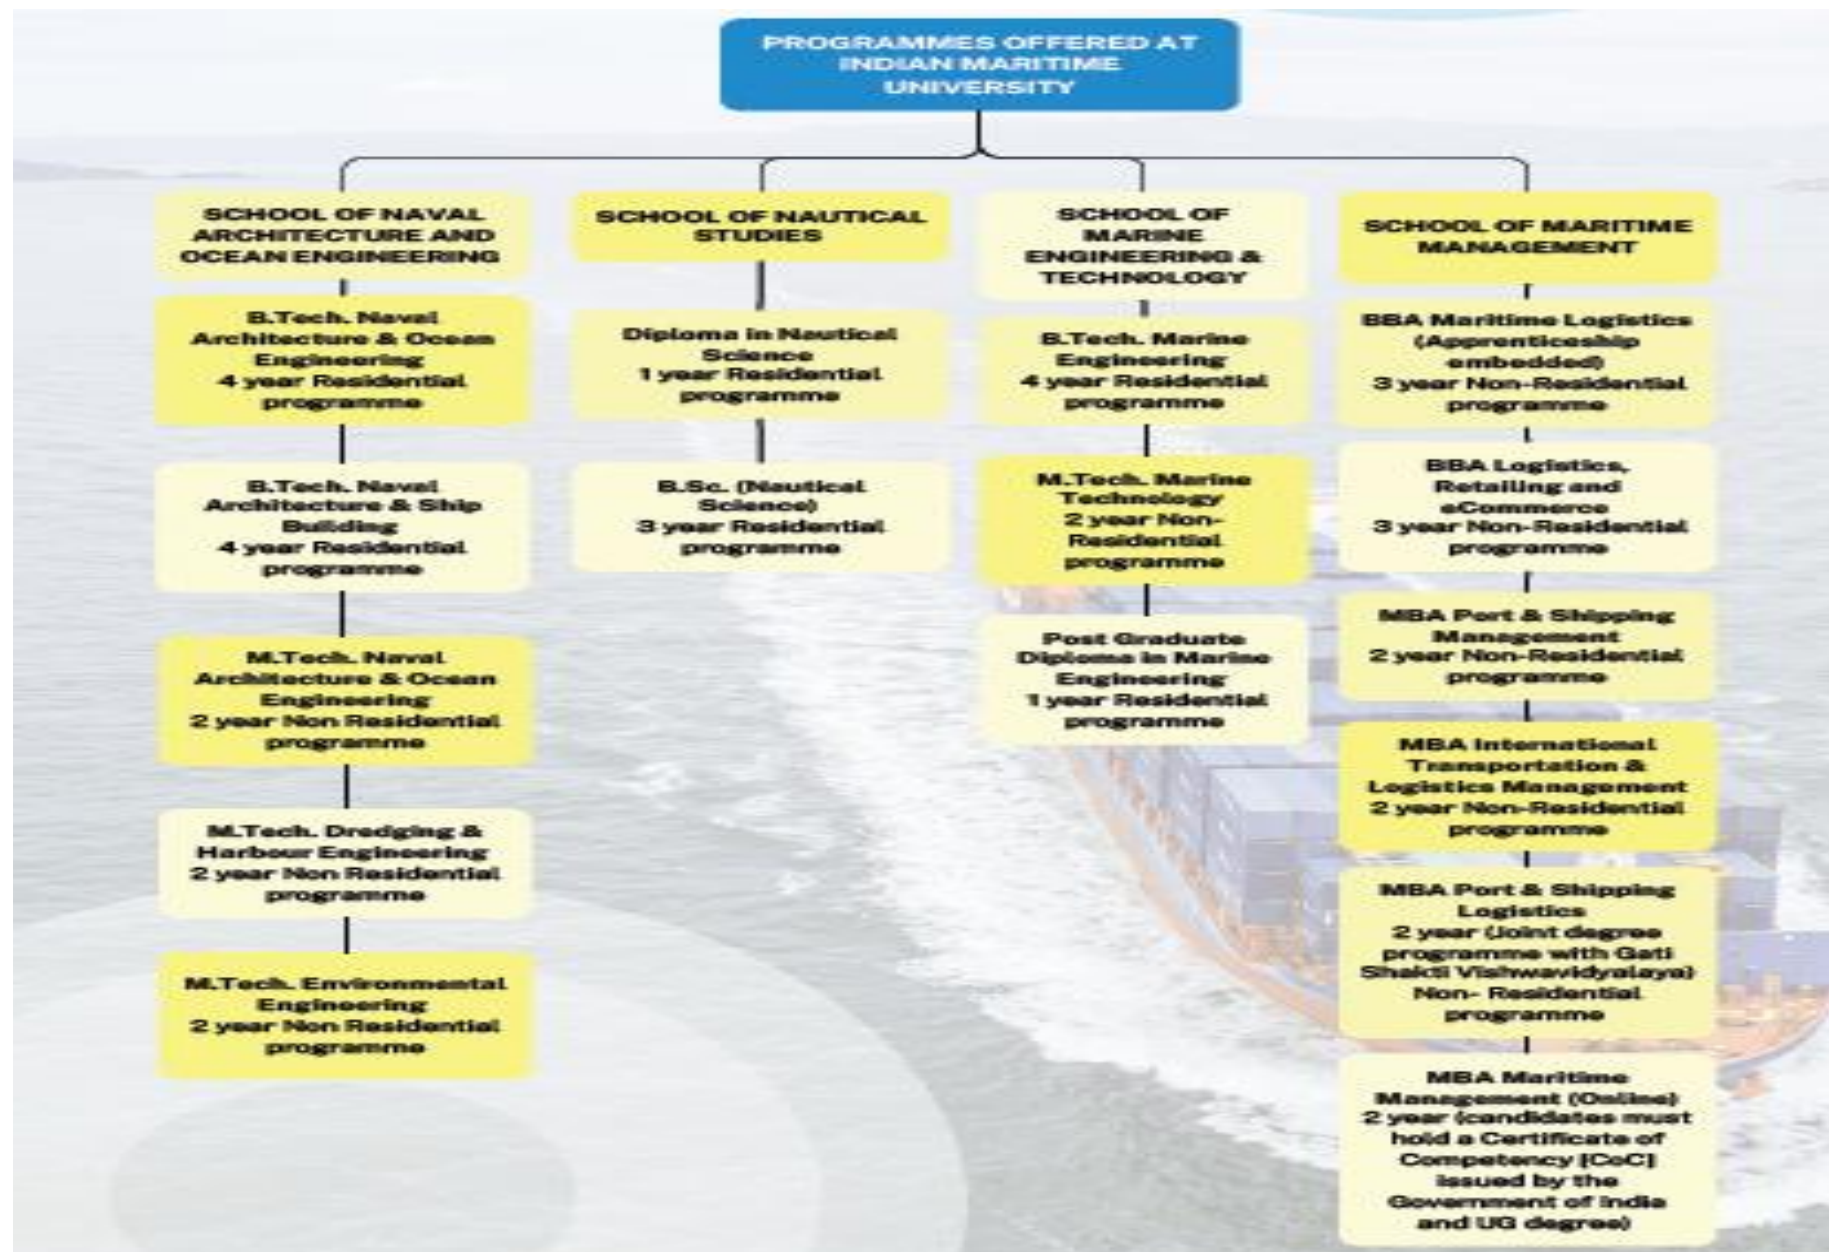 PROGRAMMES OFFERED AT
INDIAN MARITIME
UNIVERSITY
SCHOOL OF NAVAL
ARCHITECTURE AND
OCEAN ENGINEERING
B.Tech. Naval
Architecture & Ocean
Engineering
4 year Residential
programme
B.Tech. Naval
Architecture & Ship
Building
4 year Residential
programme
M.Tech. Naval
Architecture & Ocean
Engineering
2 year Non Residential
programme
M.Tech. Dredging &
Harbour Engineering
2 year Non Residential
programme
M.Tech. Environmental
Engineering
2 year Non Residential
programme
SCHOOL OF NAUTICAL
STUDIES
Diploma in Nautical
Science
1 year Residential
programme
B.Sc. (Nautical
Science)
3 year Residential
programme
SCHOOL OF
MARINE
ENGINEERING &
TECHNOLOGY
B.Tech. Marine
Engineering
4 year Residential
programme
M.Tech. Marine
Technology
2 year Non-
Residential
programme
Post Graduate
Diploma in Marine
Engineering
1 year Residential
programme
SCHOOL OF MARITIME
MANAGEMENT
BBA Maritime Logistics
(Apprenticeship
embedded)
3 year Non-Residential
programme
BBA Logistics,
Retailing and
eCommerce
3 year Non-Residential
programme
MBA Port & Shipping
Management
2 year Non-Residential
programme
MBA International
Transportation &
Logistics Management
2 year Non-Residential
programme
MBA Port & Shipping
Logistics
2 year (Joint degree
programme with Gati
Shakti Vishwavidyalaya)
Non- Residential
programme
MBA Maritime
Management (Online)
2 year (candidates must
hold a Certificate of
Competency [CoC]
issued by the
Government of India
and UG degree)